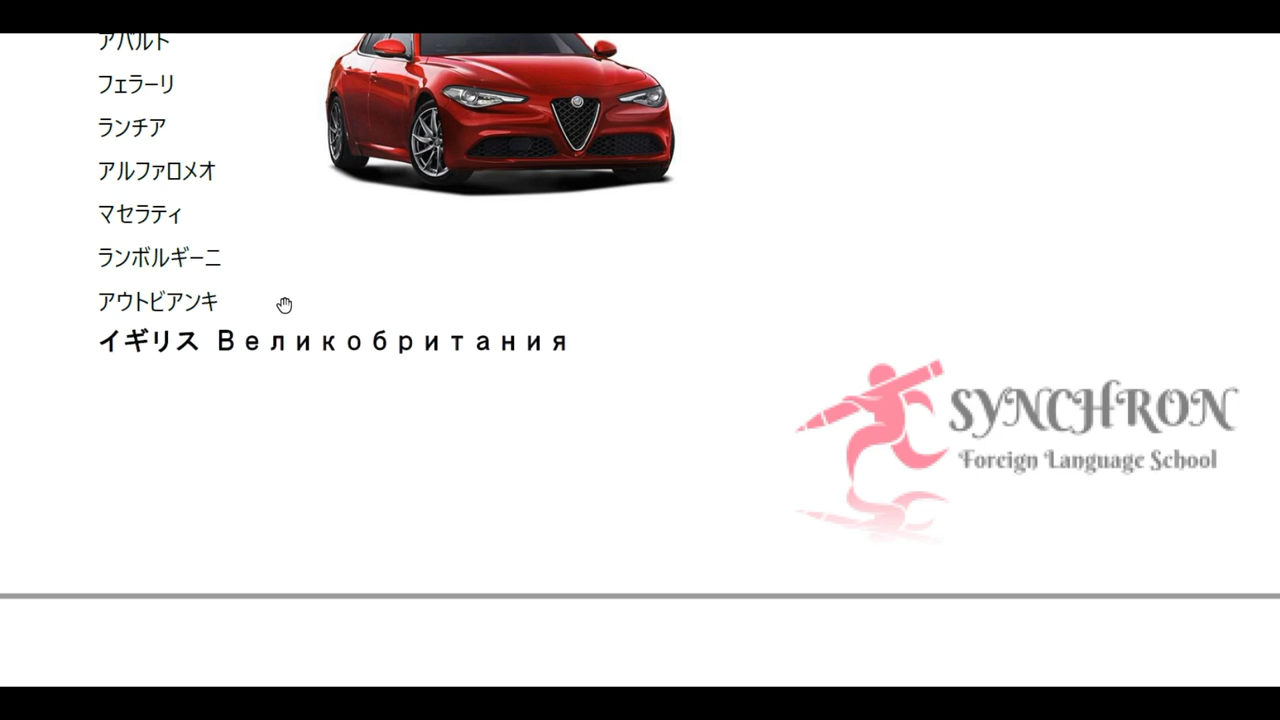 アバルト
フェラーリ
ランチア
アルファロメオ
マセラティ
ランボルギーニ
アウトビアンキ
イギリス Великобритания
SYNCHRON
Foreign Language School